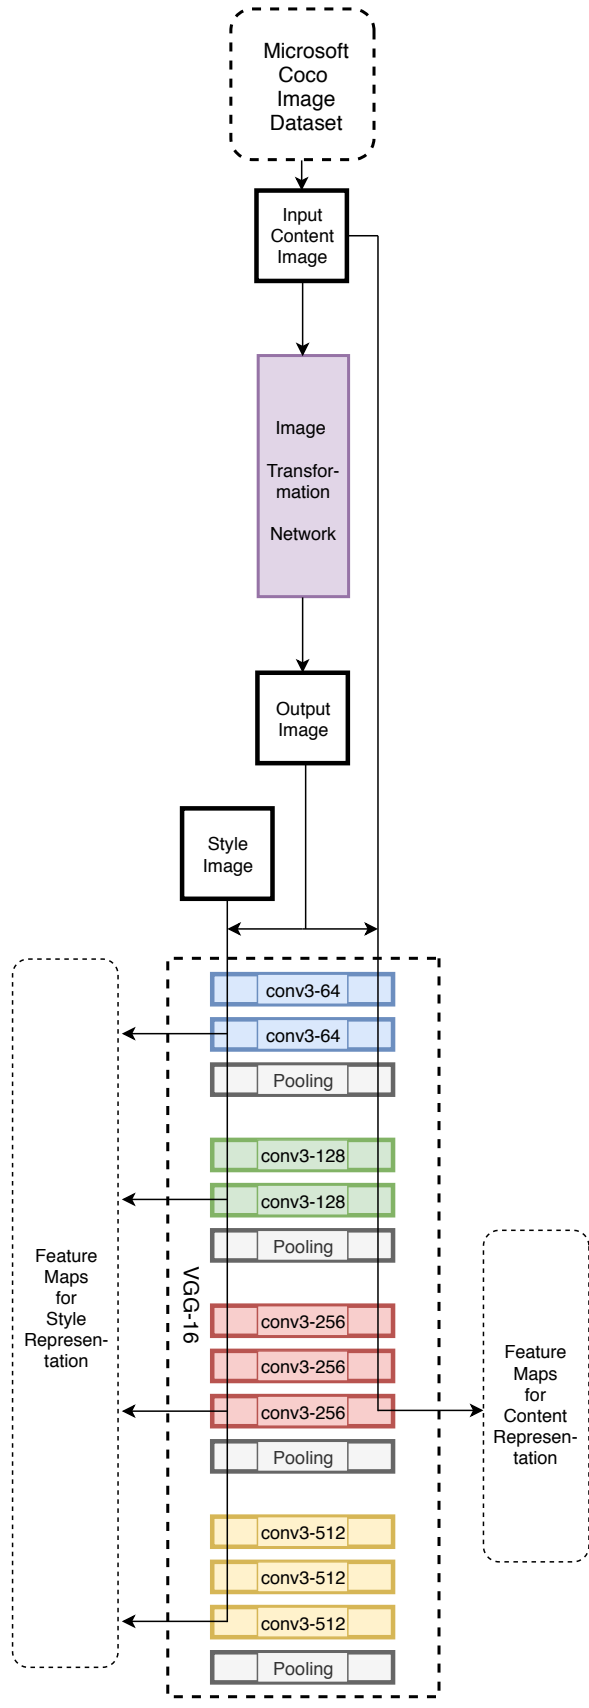 Microsoft
Coco
Image
Dataset
Input
Content
Image
Image
Transfor-
mation
Network
Output
Image
Style
Image
conv3-64
conv3-64
Pooling
conv3-128
conv3-128
Pooling
VGG-16
conv3-256
conv3-256
conv3-256
Pooling
conv3-512
conv3-512
conv3-512
Pooling
Feature
Maps
for
Style
Represen-
tation
Feature
Maps
for
Content
Represen-
tation